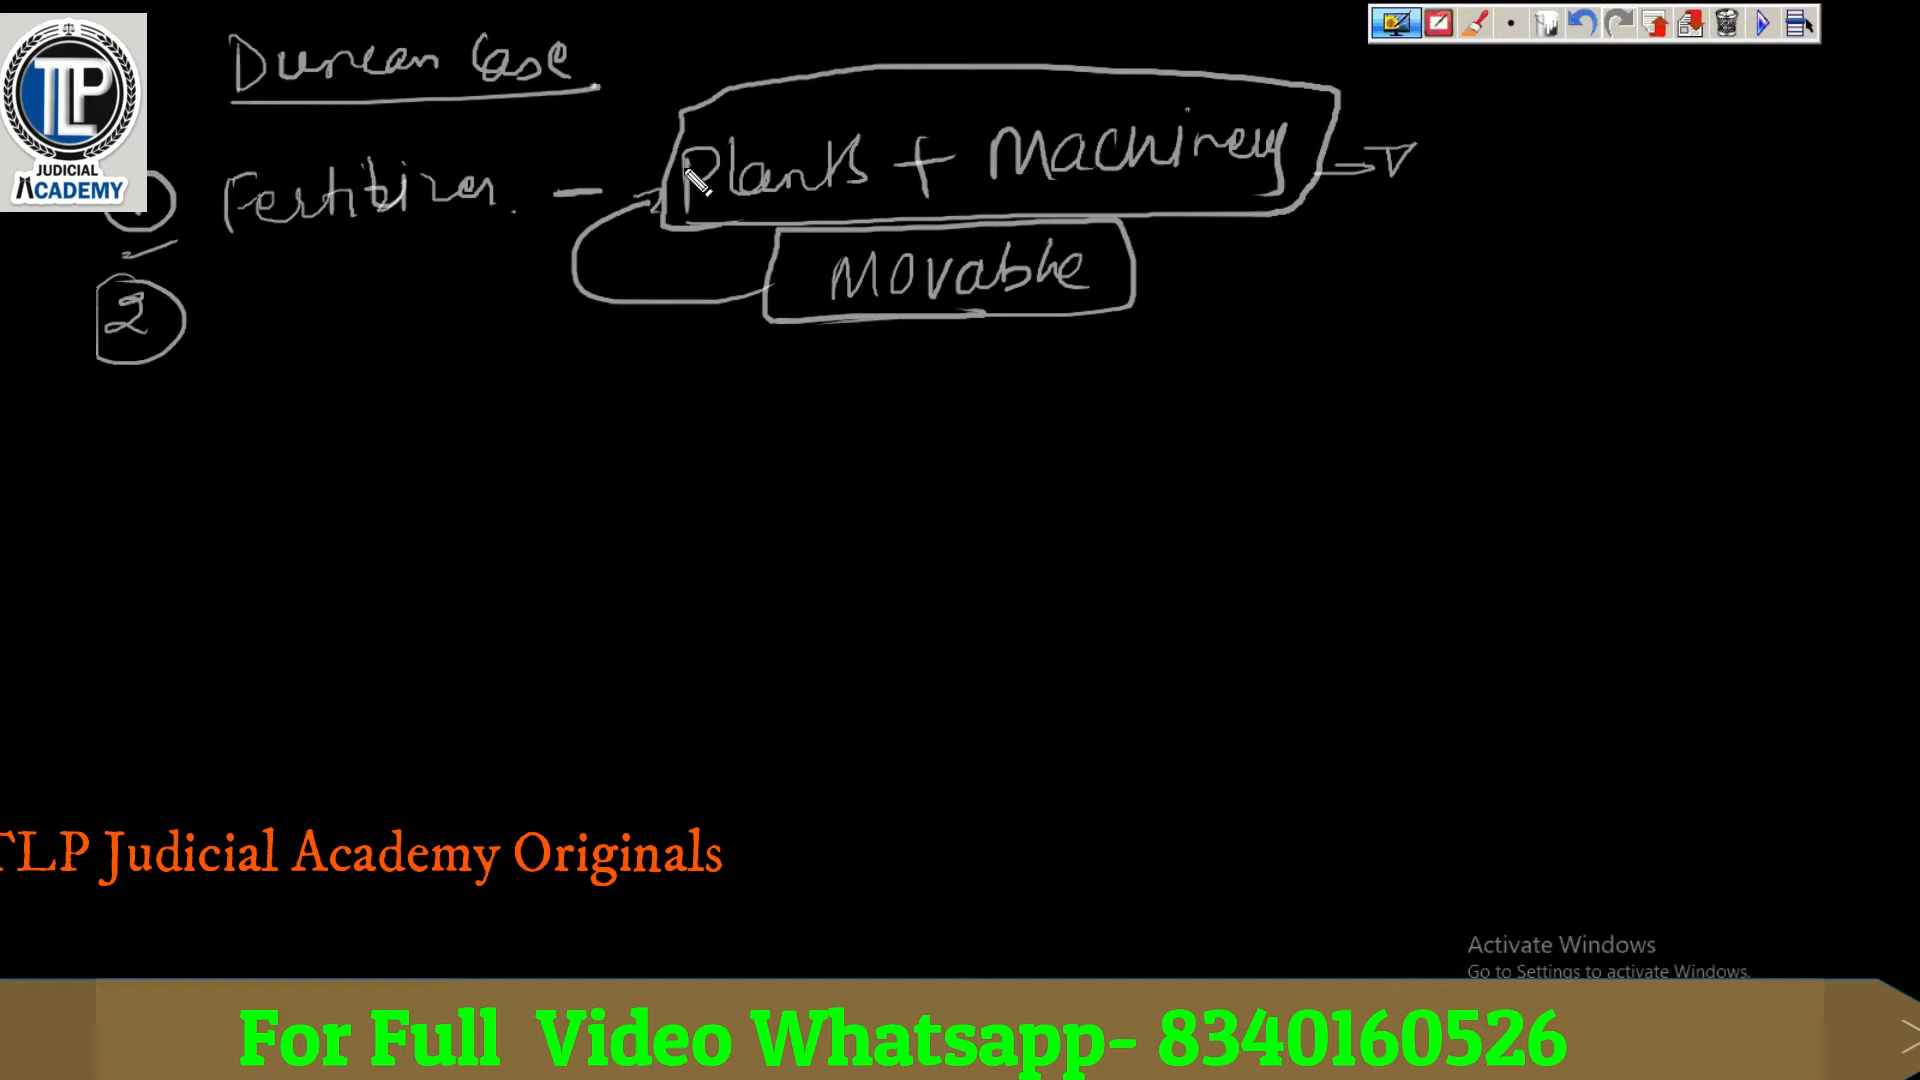 Duncan Case
TLP
JUDICIAL
ACADEMY
Fertilizer. - Plants + Machinery
Movable
2
TLP Judicial Academy Originals
Activate Windows
Go to Settings to activate Windows.
For Full Video Whatsapp- 8340160526